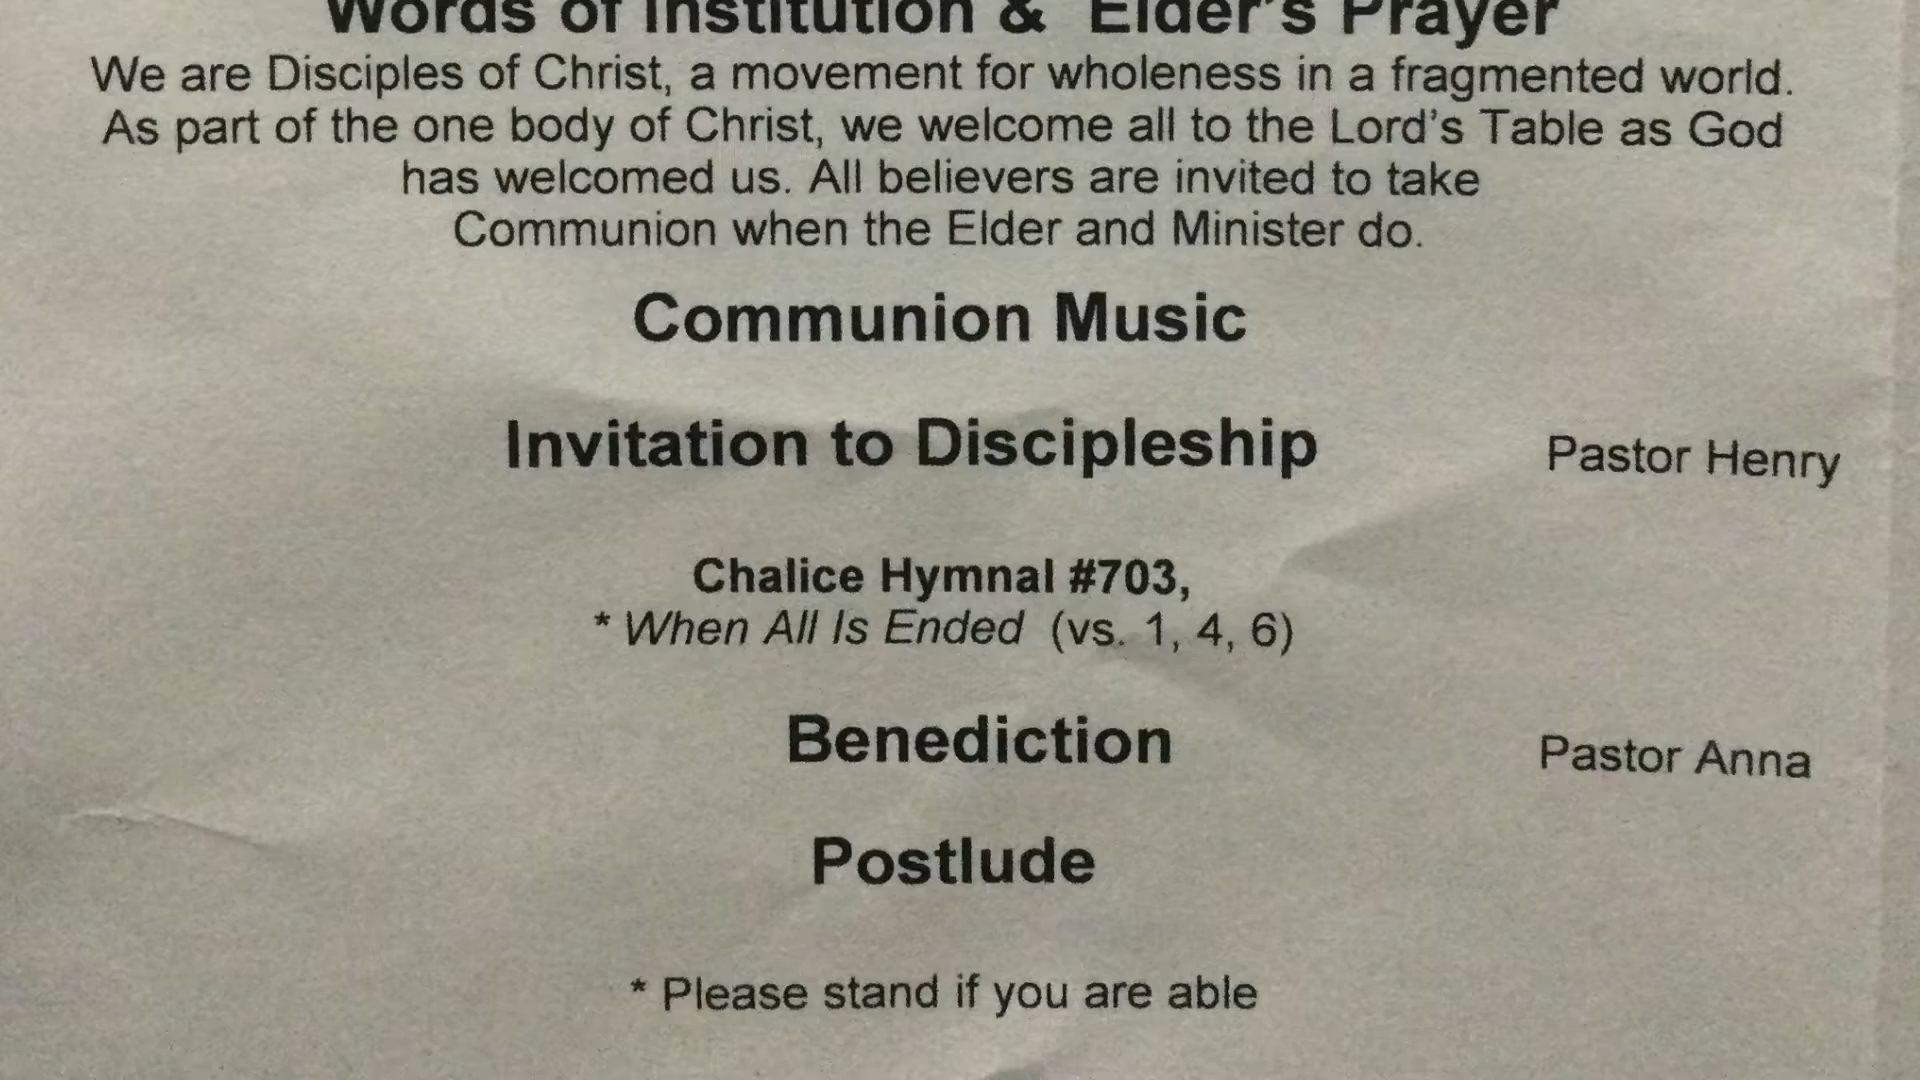 Words of Institution & Elder's Prayer
We are Disciples of Christ, a movement for wholeness in a fragmented world.
As part of the one body of Christ, we welcome all to the Lord's Table as God
has welcomed us. All believers are invited to take
Communion when the Elder and Minister do.
Communion Music
Invitation to Discipleship Pastor Henry
Chalice Hymnal #703,
* When All Is Ended (vs. 1, 4, 6)
Benediction Pastor Anna
Postlude
* Please stand if you are able